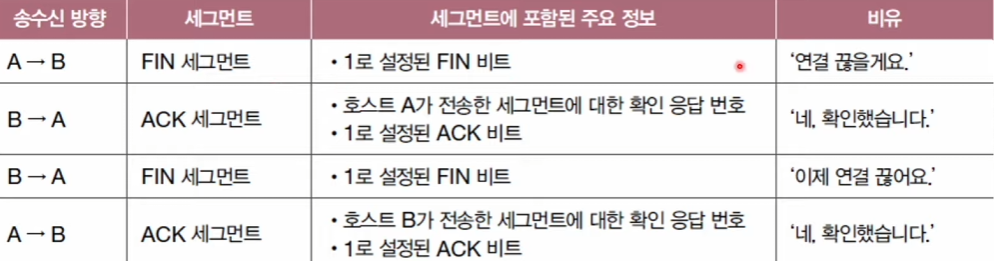 송수신 방향 세그먼트 세그먼트에 포함된 주요 정보 비유
A → B FIN 세그먼트 • 1로 설정된 FIN 비트 ‘연결 끊을게요.’
B → A ACK 세그먼트 • 호스트 A가 전송한 세그먼트에 대한 확인 응답 번호
• 1로 설정된 ACK 비트 ‘네, 확인했습니다.’
B → A FIN 세그먼트 • 1로 설정된 FIN 비트 ‘이제 연결 끊어요.’
A → B ACK 세그먼트 • 호스트 B가 전송한 세그먼트에 대한 확인 응답 번호
• 1로 설정된 ACK 비트 ‘네, 확인했습니다.’